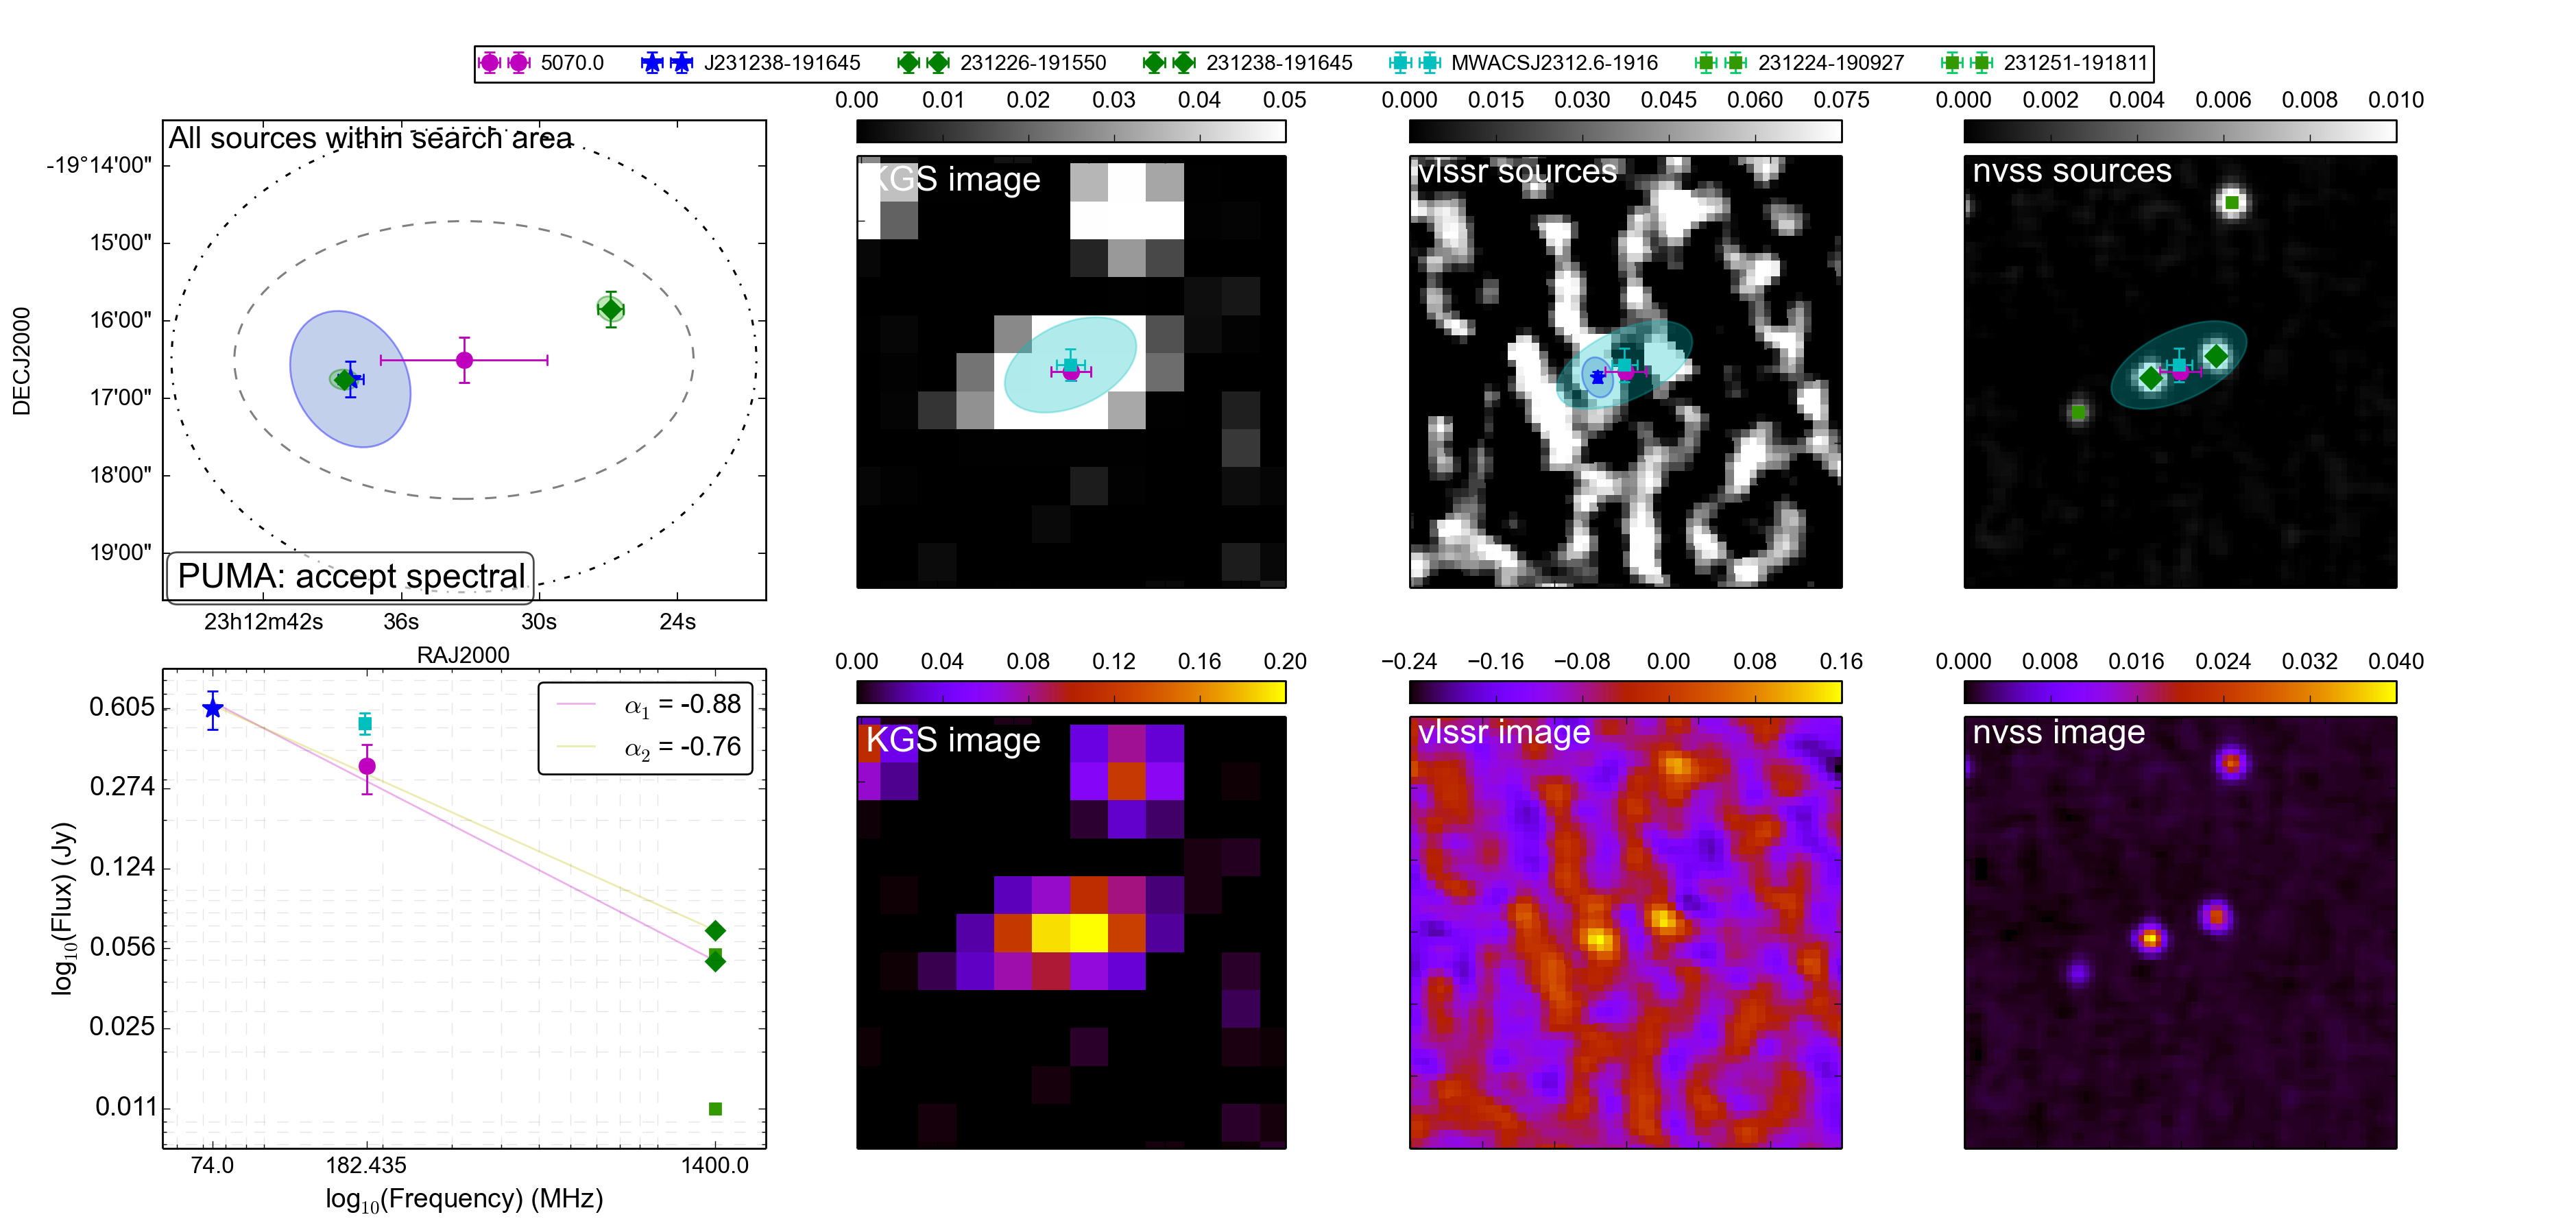 5070.0 J231238-191645 231226-191550 231238-191645 MWACSJ2312.6-1916 231224-190927 231251-191811
0.00 0.01 0.02 0.03 0.04 0.05
0.000 0.015 0.030 0.045 0.060 0.075
0.000 0.002 0.004 0.006 0.008 0.010
All sources within search area
KGS image
vlssr sources
nvss sources
-19°14'00"
15'00"
16'00"
17'00"
18'00"
19'00"
DECJ2000
PUMA: accept spectral
23h12m42s 36s 30s 24s
RAJ2000
0.00 0.04 0.08 0.12 0.16 0.20
−0.24 −0.16 −0.08 0.00 0.08 0.16
0.000 0.008 0.016 0.024 0.032 0.040
α1 = -0.88
α2 = -0.76
KGS image
vlssr image
nvss image
0.605
0.274
0.124
0.056
0.025
0.011
log10(Flux) (Jy)
74.0 182.435 1400.0
log10(Frequency) (MHz)